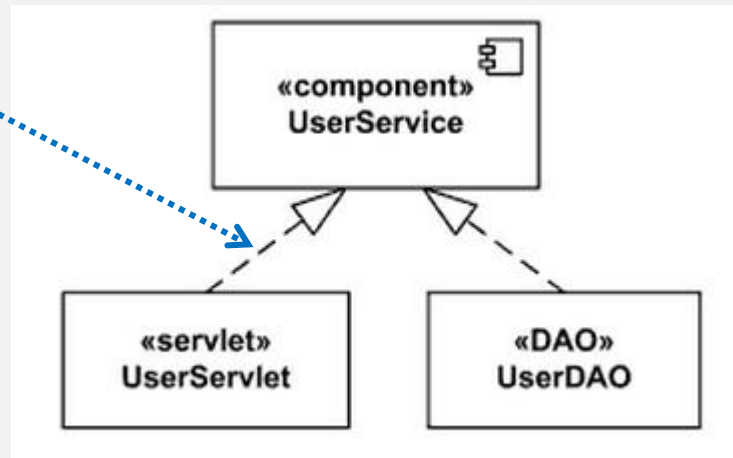 «component»
UserService
«servlet»
UserServlet
«DAO»
UserDAO